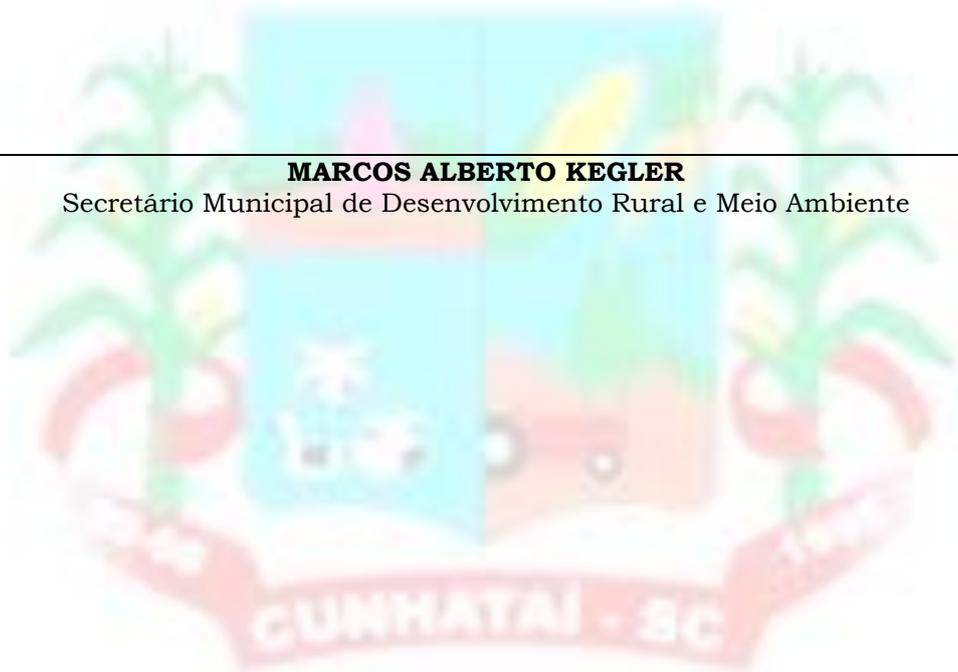 MARCOS ALBERTO KEGLER
Secretário Municipal de Desenvolvimento Rural e Meio Ambiente
CUNHATAÍ - SC